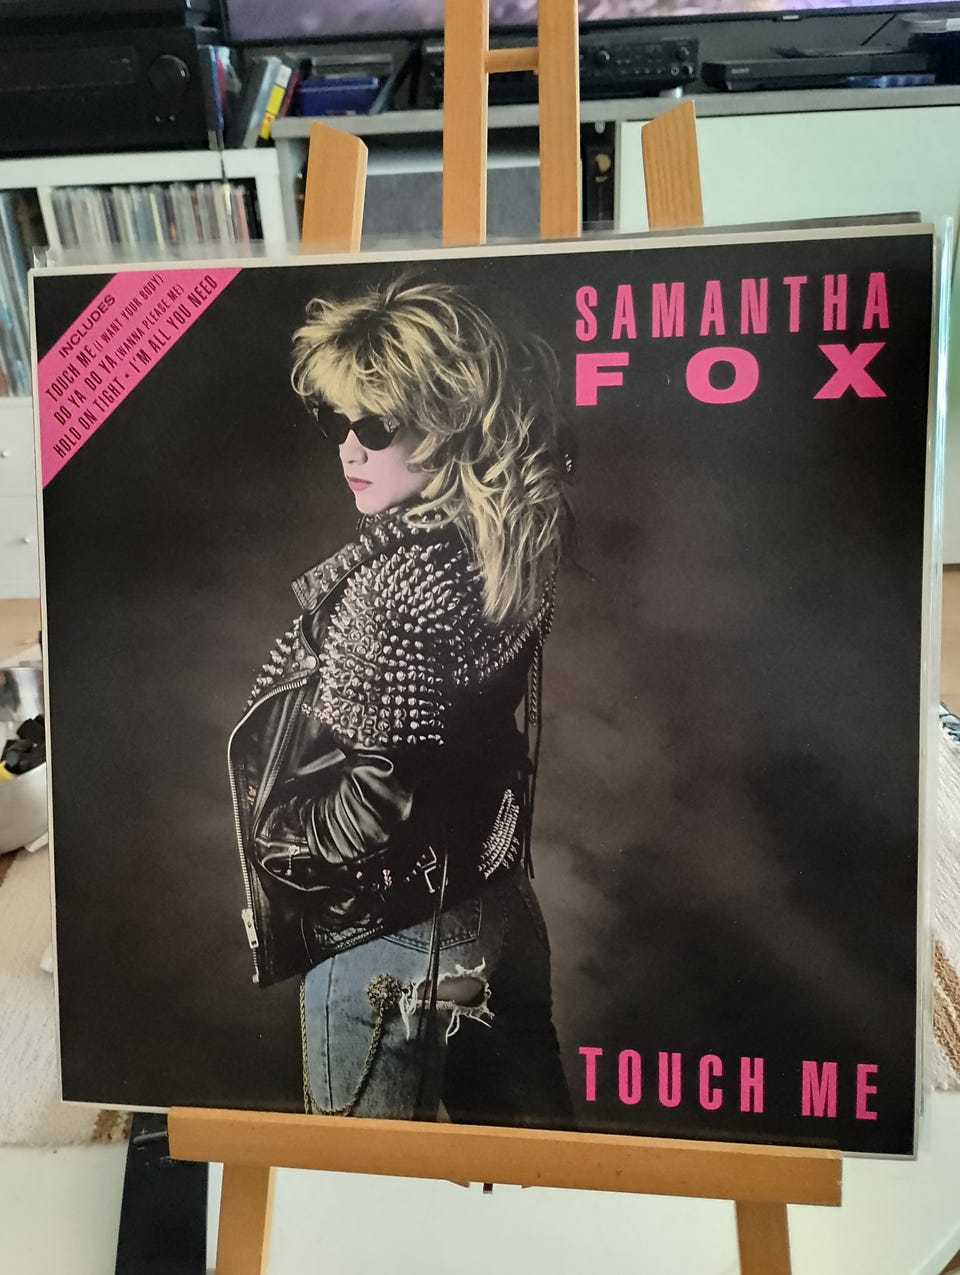 INCLUDES
TOUCH ME (I WANT YOUR BODY)
DO YA DO YA (WANNA PLEASE ME)
HOLD ON TIGHT • I'M ALL YOU NEED
SAMANTHA
FOX
TOUCH ME